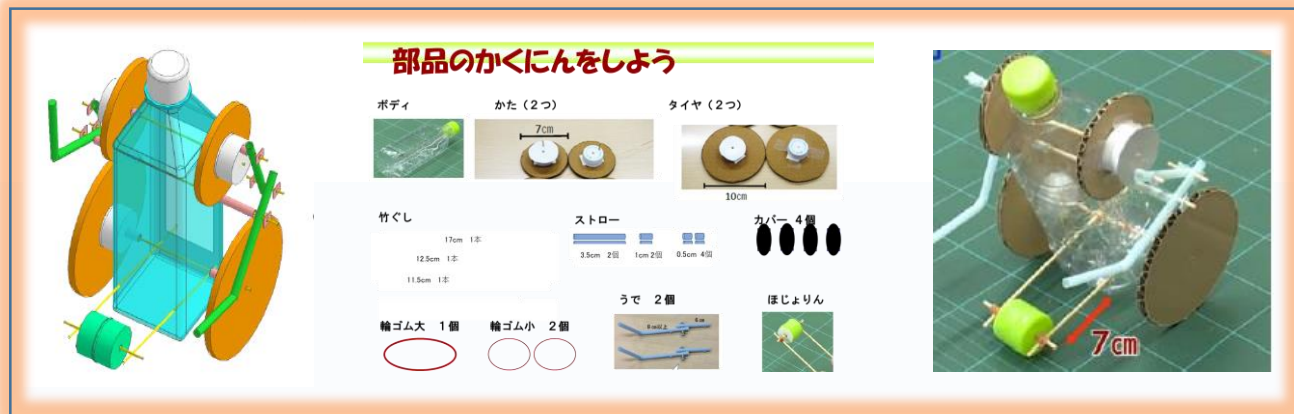 部品のかくにんをしよう
ボディ
かた（2つ）
タイヤ（2つ）
7cm
10cm
竹ぐし
17cm 1本
12.5cm 1本
11.5cm 1本
ストロー
3.5cm 2個
1cm 2個
0.5cm 4個
カバー 4個
輪ゴム大 1個
輪ゴム小 2個
うで 2個
ほじょりん
7cm